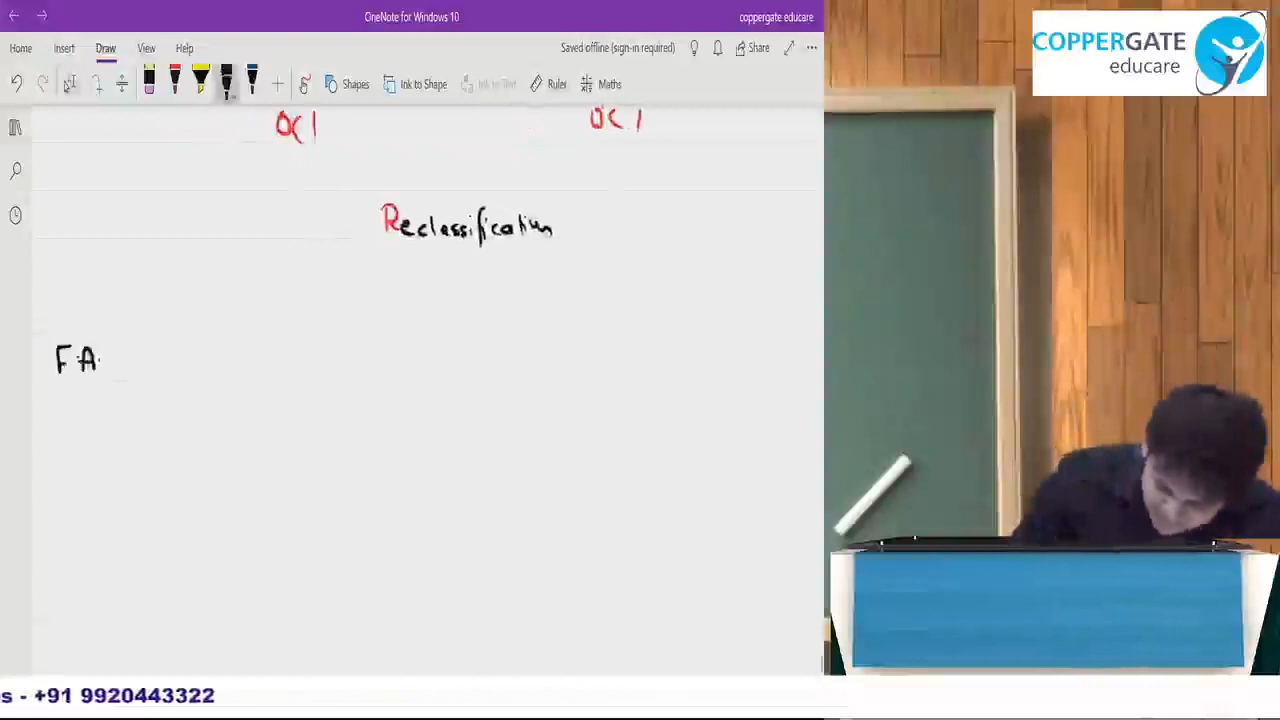 OneNote for Windows 10
coppergate educare
Home Insert Draw View Help
Saved offline (sign-in required)
Share
Shapes
Ink to Shape
Ink to Text
Ruler
Maths
COPPERGATE
educare
OCI OCI
Reclassification
F.A.
s - +91 9920443322